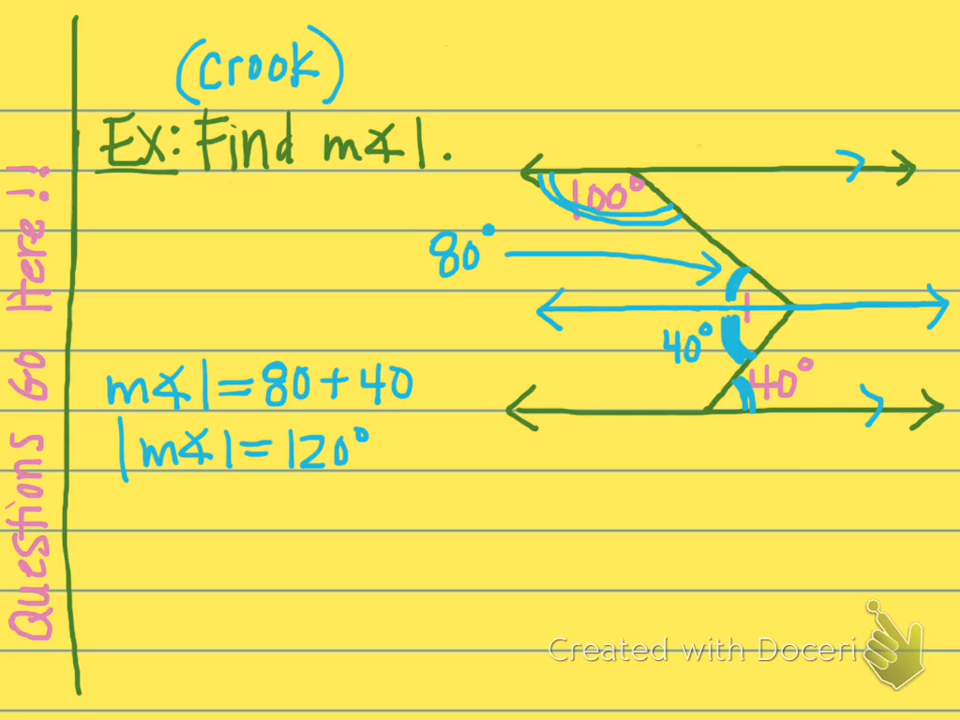 (Crook)
Ex: Find m∡1.
100°
80°
1
40°
40°
m∡1 = 80 + 40
m∡1 = 120°
Questions Go Here!!
Created with Doceri